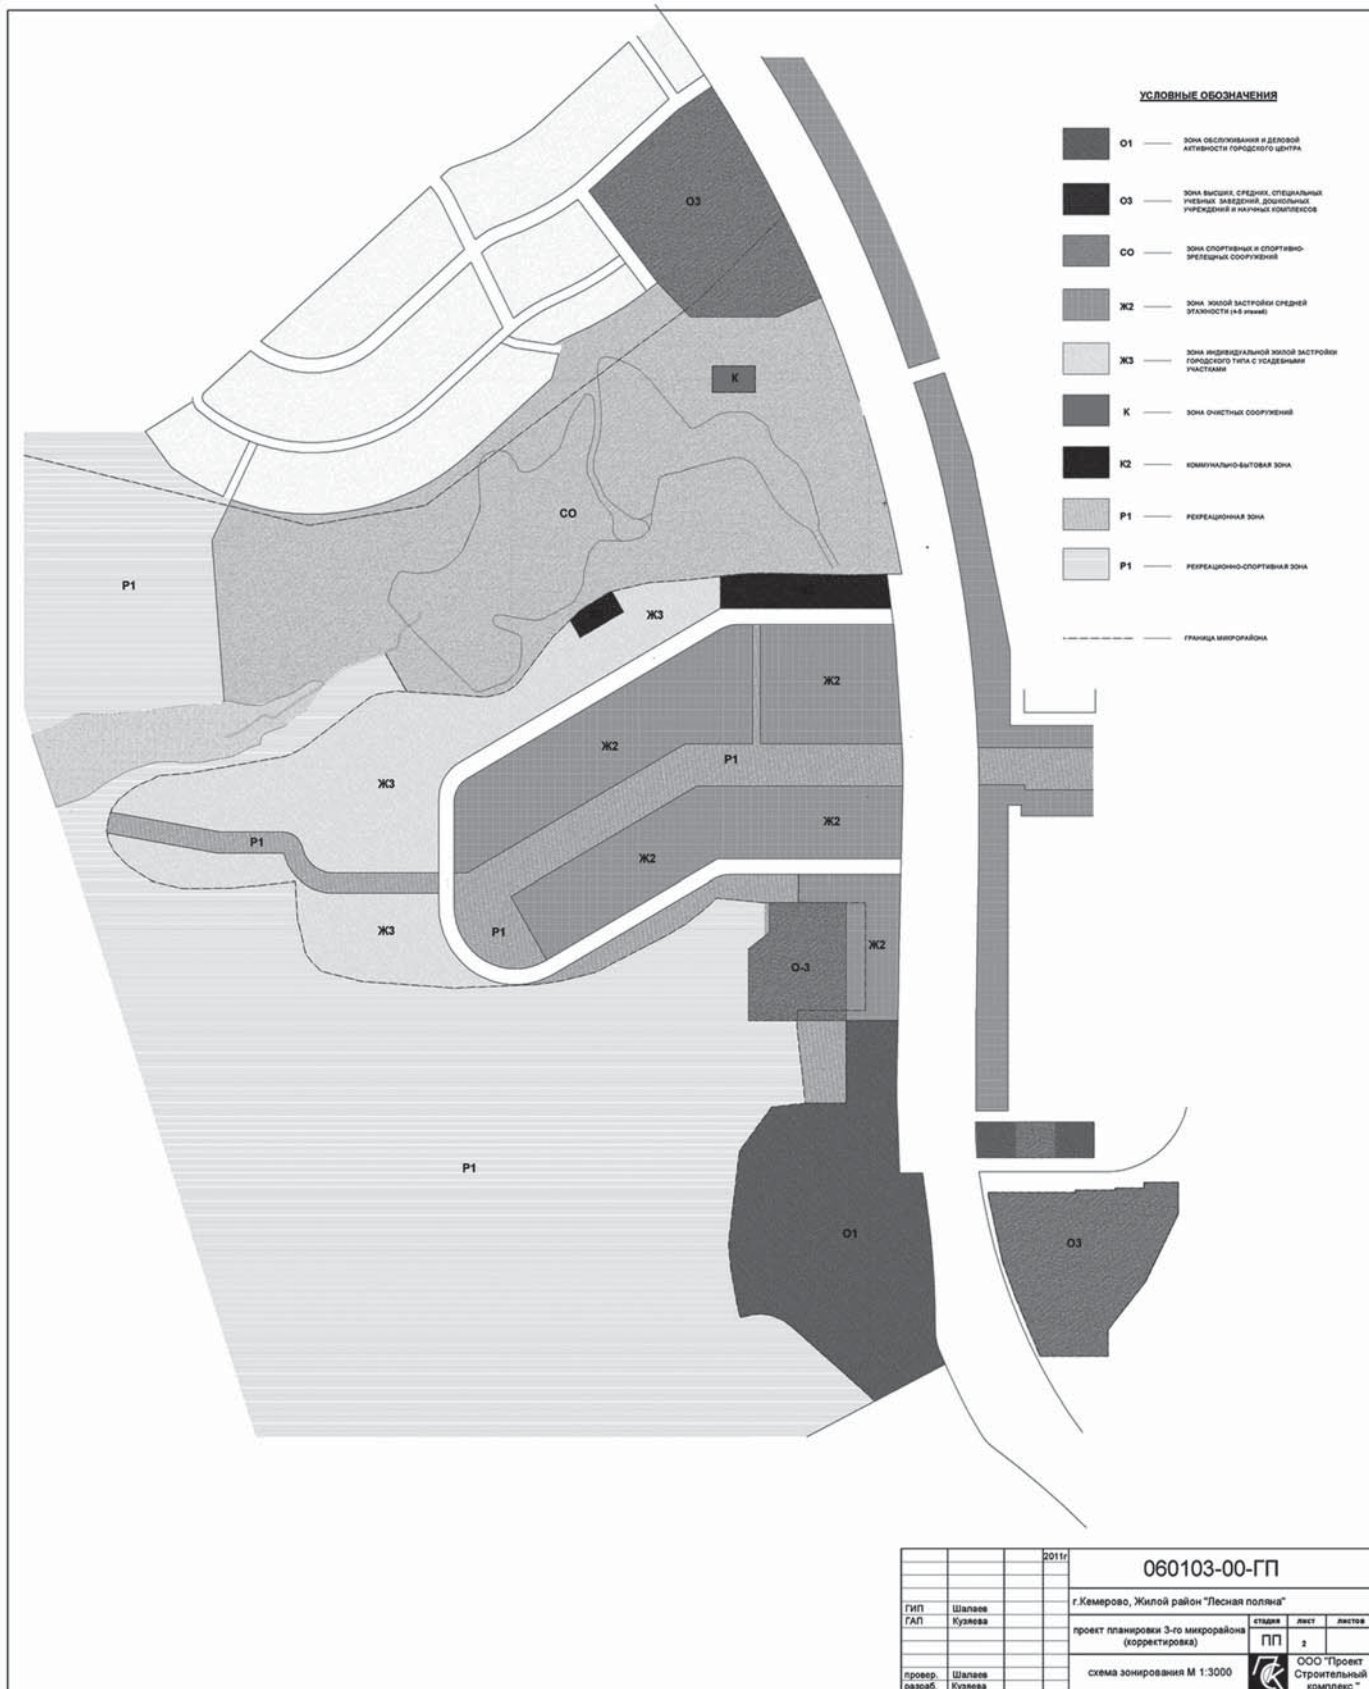 УСЛОВНЫЕ ОБОЗНАЧЕНИЯ
О1
ЗОНА ОБСЛУЖИВАНИЯ И ДЕЛОВОЙ
АКТИВНОСТИ ГОРОДСКОГО ЦЕНТРА
О3
ЗОНА ВЫСШИХ, СРЕДНИХ, СПЕЦИАЛЬНЫХ
УЧЕБНЫХ ЗАВЕДЕНИЙ, ДОШКОЛЬНЫХ
УЧРЕЖДЕНИЙ И НАУЧНЫХ КОМПЛЕКСОВ
СО
ЗОНА СПОРТИВНЫХ И СПОРТИВНО-
ЗРЕЛЕЩНЫХ СООРУЖЕНИЙ
Ж2
ЗОНА ЖИЛОЙ ЗАСТРОЙКИ СРЕДНЕЙ
ЭТАЖНОСТИ
Ж3
ЗОНА ИНДИВИДУАЛЬНОЙ ЖИЛОЙ ЗАСТРОЙКИ
ГОРОДСКОГО ТИПА С УСАДЕБНЫМИ
УЧАСТКАМИ
К
ЗОНА ОЧИСТНЫХ СООРУЖЕНИЙ
К2
КОММУНАЛЬНО-БЫТОВАЯ ЗОНА
Р1
РЕКРЕАЦИОННАЯ ЗОНА
Р1
РЕКРЕАЦИОННО-СПОРТИВНАЯ ЗОНА
ГРАНИЦА МИКРОРАЙОНА
О3
К
СО
Р1
Ж3
Ж2
Ж2
Р1
Ж3
Ж2
Р1
Ж2
Ж3
Р1
Ж2
О-3
Р1
О1
О3
2011г
060103-00-ГП
г.Кемерово, Жилой район "Лесная поляна"
ГИП Шалаев
ГАП Кузяева
проект планировки 3-го микрорайона
(корректировка)
стадия лист листов
ПП 2
схема зонирования М 1:3000
ООО "Проект
Строительный
комплекс "
провер. Шалаев
разраб. Кузяева